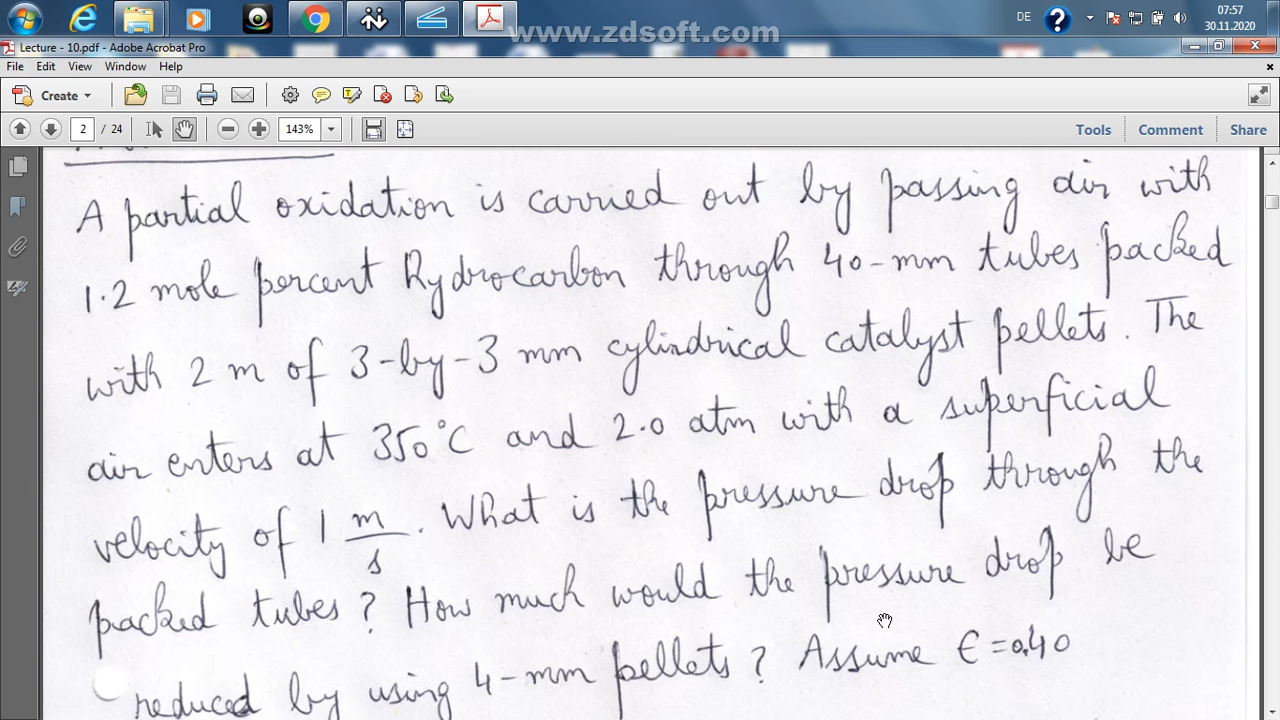 DE
07:57
30.11.2020
www.zdsoft.com
Lecture - 10.pdf - Adobe Acrobat Pro
File Edit View Window Help
Create
2 / 24
143%
Tools Comment Share
A partial oxidation is carried out by passing air with
1.2 mole percent hydrocarbon through 40-mm tubes packed
with 2 m of 3-by-3 mm cylindrical catalyst pellets. The
air enters at 350°C and 2.0 atm with a superficial
velocity of 1 m/s. What is the pressure drop through the
packed tubes? How much would the pressure drop be
reduced by using 4-mm pellets? Assume ϵ=0.40